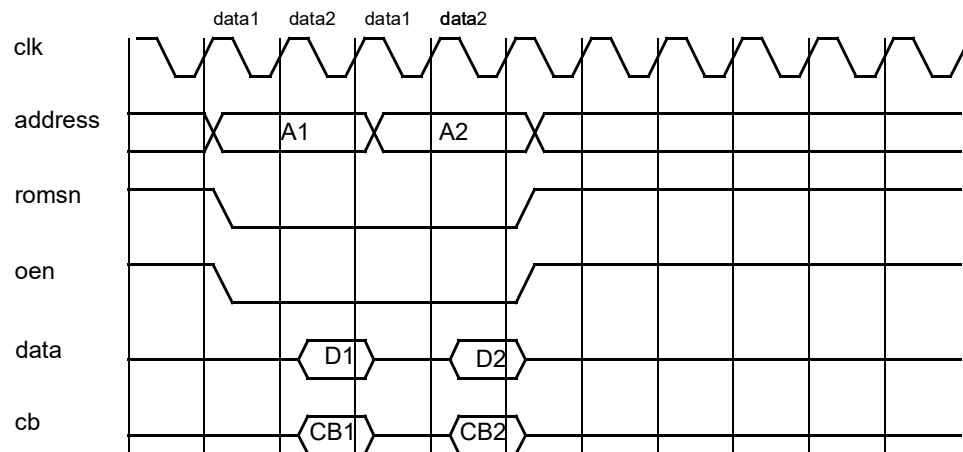 data1 data2 data1 data2
clk
address A1 A2
romsn
oen
data D1 D2
cb CB1 CB2